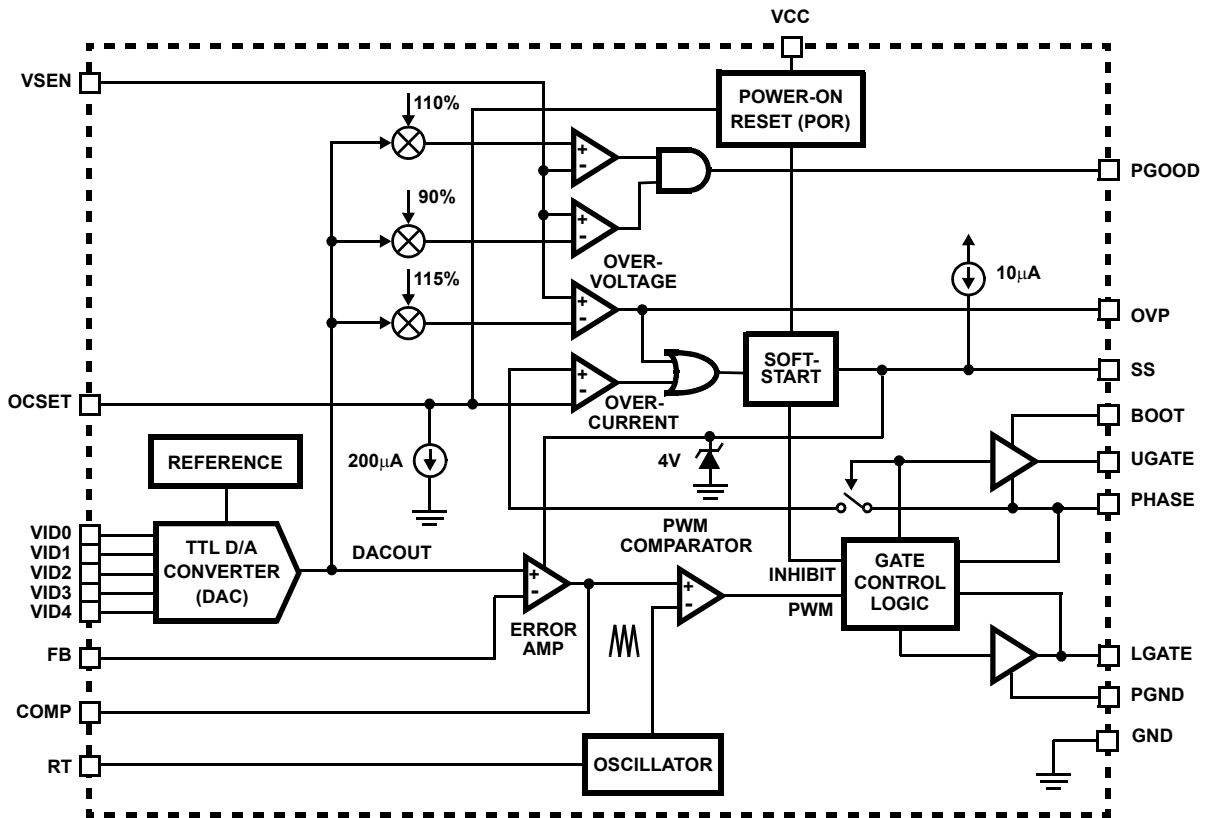 VCC
VSEN
POWER-ON
RESET (POR)
110%
+
-
PGOOD
90%
+
-
OVER-
VOLTAGE
10µA
115%
+
-
OVP
SOFT-
START
SS
+
-
OCSET
OVER-
CURRENT
BOOT
REFERENCE
200µA
4V
UGATE
PHASE
VID0
VID1
VID2
VID3
VID4
TTL D/A
CONVERTER
(DAC)
DACOUT
PWM
COMPARATOR
+
-
+
-
INHIBIT
PWM
GATE
CONTROL
LOGIC
ERROR
AMP
FB
LGATE
PGND
COMP
GND
RT
OSCILLATOR